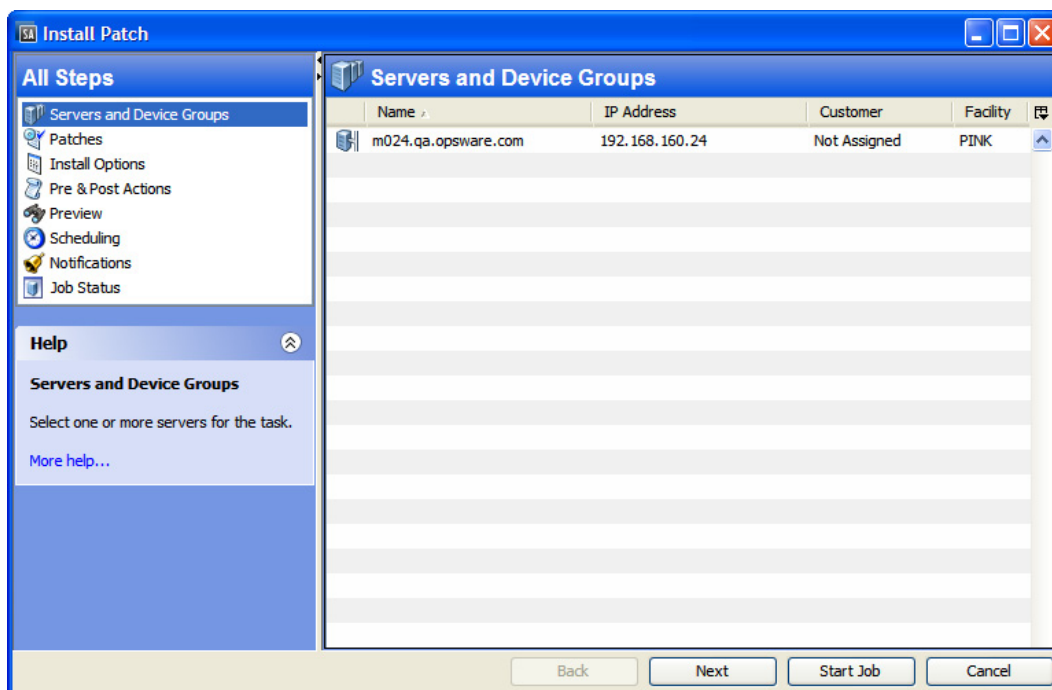 SA Install Patch
All Steps
Servers and Device Groups
Patches
Install Options
Pre & Post Actions
Preview
Scheduling
Notifications
Job Status
Help
Servers and Device Groups
Select one or more servers for the task.
More help...
Servers and Device Groups
Name IP Address Customer Facility
m024.qa.opsware.com 192.168.160.24 Not Assigned PINK
Back Next Start Job Cancel